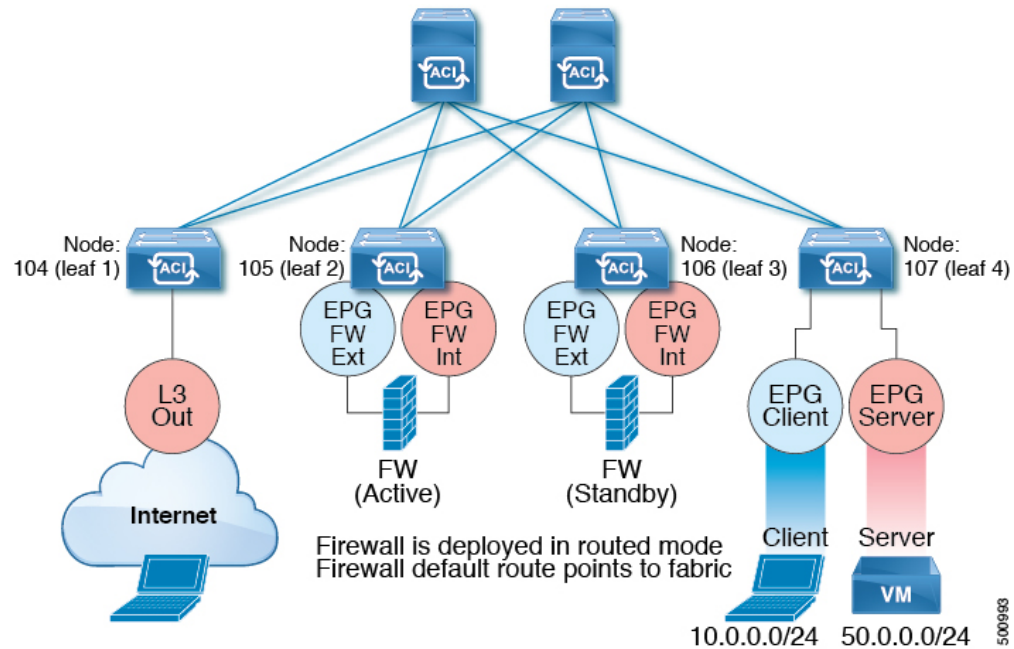 ACI
ACI
Node:
104 (leaf 1)
ACI
Node:
105 (leaf 2)
ACI
ACI
Node:
106 (leaf 3)
ACI
Node:
107 (leaf 4)
L3
Out
Internet
EPG
FW
Ext
EPG
FW
Int
FW
(Active)
EPG
FW
Ext
EPG
FW
Int
FW
(Standby)
Firewall is deployed in routed mode
Firewall default route points to fabric
EPG
Client
EPG
Server
Client
Server
VM
10.0.0.0/24
50.0.0.0/24
500993